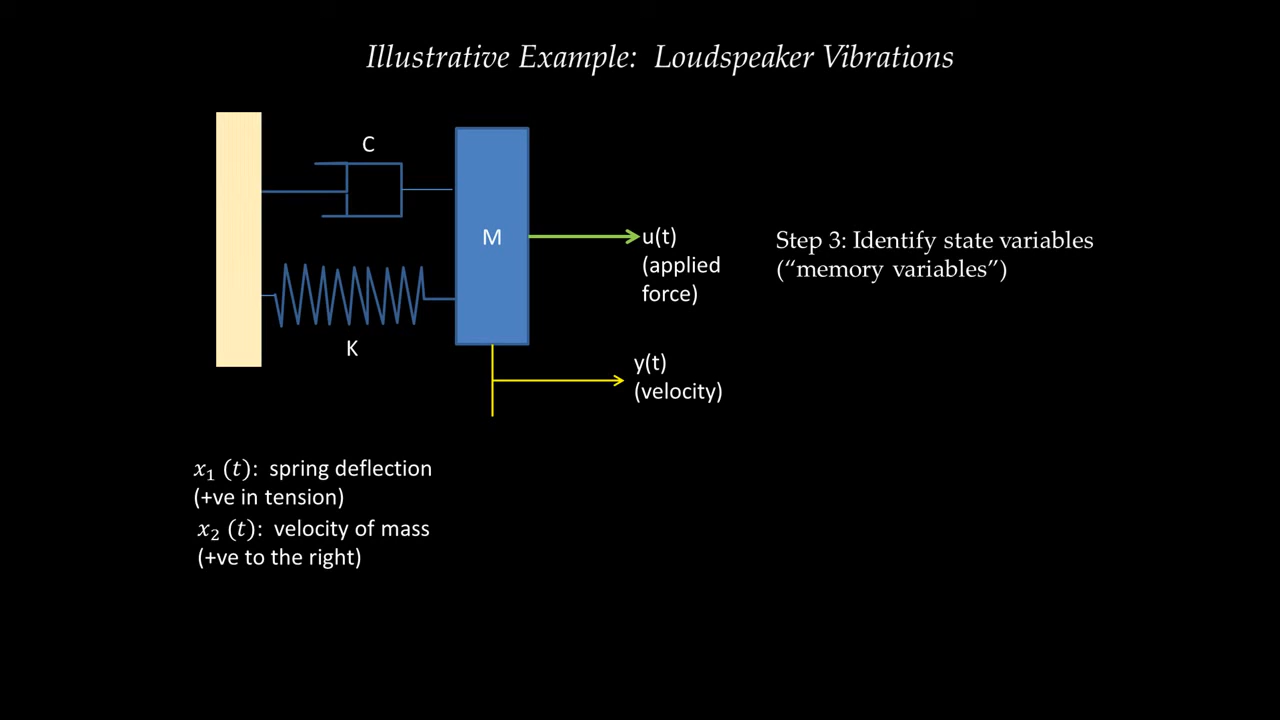 Illustrative Example:  Loudspeaker Vibrations
C
M
u(t)
(applied
force)
Step 3: Identify state variables
(“memory variables”)
K
y(t)
(velocity)
x₁ (t):  spring deflection
(+ve in tension)
x₂ (t):  velocity of mass
(+ve to the right)